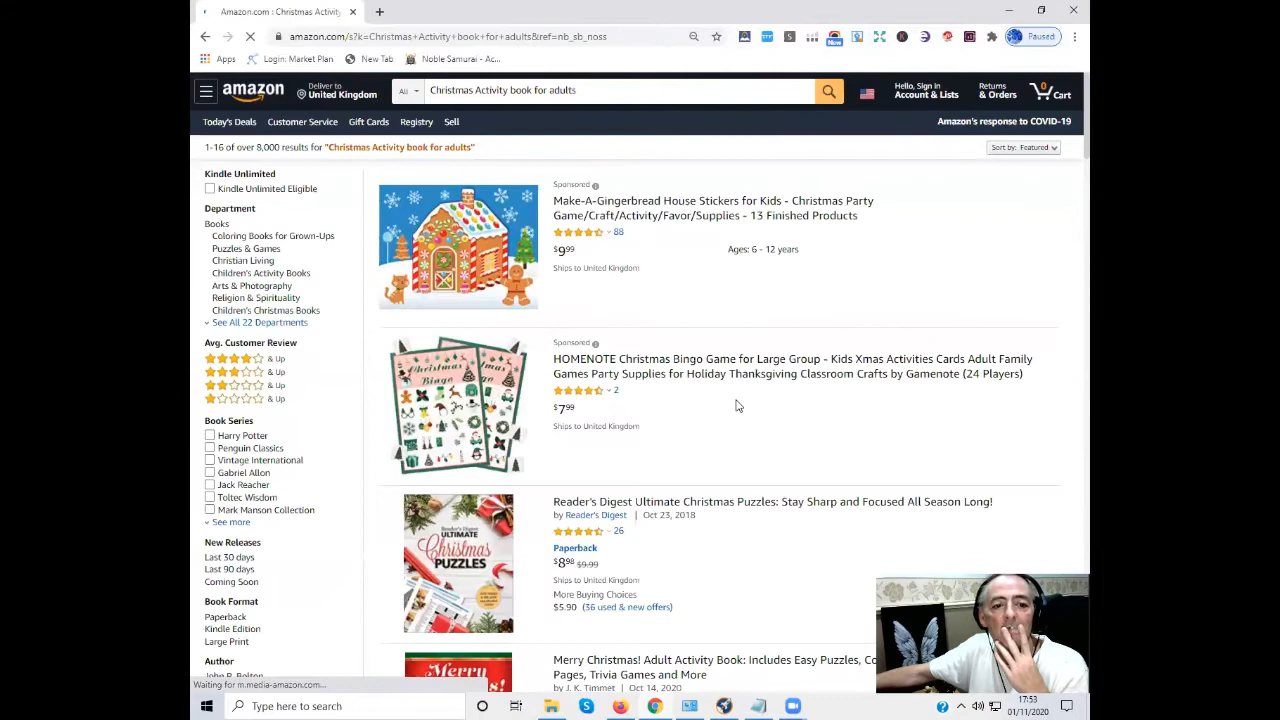 Amazon.com : Christmas Activity
amazon.com/s?k=Christmas+Activity+book+for+adults&ref=nb_sb_noss
New
Paused
Apps
Login: Market Plan
New Tab
Noble Samurai - Ac...
amazon
Deliver to
United Kingdom
All
Christmas Activity book for adults
Hello, Sign in
Account & Lists
Returns
& Orders
0
Cart
Today's Deals
Customer Service
Gift Cards
Registry
Sell
Amazon's response to COVID-19
1-16 of over 8,000 results for "Christmas Activity book for adults"
Sort by: Featured
Kindle Unlimited
Kindle Unlimited Eligible
Department
Books
Coloring Books for Grown-Ups
Puzzles & Games
Christian Living
Children's Activity Books
Arts & Photography
Religion & Spirituality
Children's Christmas Books
See All 22 Departments
Avg. Customer Review
& Up
& Up
& Up
& Up
Book Series
Harry Potter
Penguin Classics
Vintage International
Gabriel Allon
Jack Reacher
Toltec Wisdom
Mark Manson Collection
See more
New Releases
Last 30 days
Last 90 days
Coming Soon
Book Format
Paperback
Kindle Edition
Large Print
Author
John R. Bolton
Sponsored
Make-A-Gingerbread House Stickers for Kids - Christmas Party
Game/Craft/Activity/Favor/Supplies - 13 Finished Products
88
$9.99
Ages: 6 - 12 years
Ships to United Kingdom
Christmas Bingo
Sponsored
HOMENOTE Christmas Bingo Game for Large Group - Kids Xmas Activities Cards Adult Family
Games Party Supplies for Holiday Thanksgiving Classroom Crafts by Gamenote (24 Players)
2
$7.99
Ships to United Kingdom
Reader's Digest
ULTIMATE
Christmas
PUZZLES
Reader's Digest Ultimate Christmas Puzzles: Stay Sharp and Focused All Season Long!
by Reader's Digest | Oct 23, 2018
26
Paperback
$8.98 $9.99
Ships to United Kingdom
More Buying Choices
$5.90 (36 used & new offers)
Merry
Merry Christmas! Adult Activity Book: Includes Easy Puzzles, Co
Pages, Trivia Games and More
by J. K. Timmet | Oct 14, 2020
Waiting for m.media-amazon.com...
Type here to search
17:53
01/11/2020